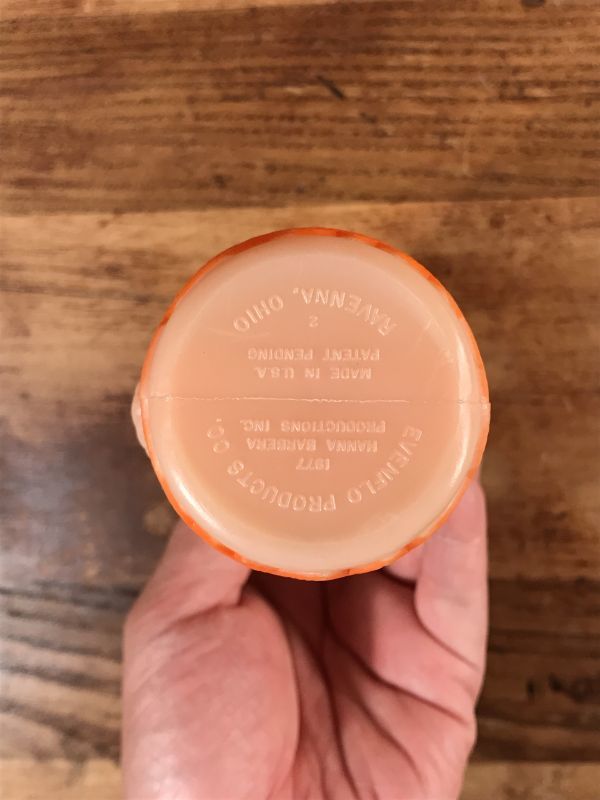 EVENFLO PRODUCTS CO.
1977
HANNA BARBERA
PRODUCTIONS INC.
MADE IN U.S.A.
PATENT PENDING
2
RAVENNA, OHIO